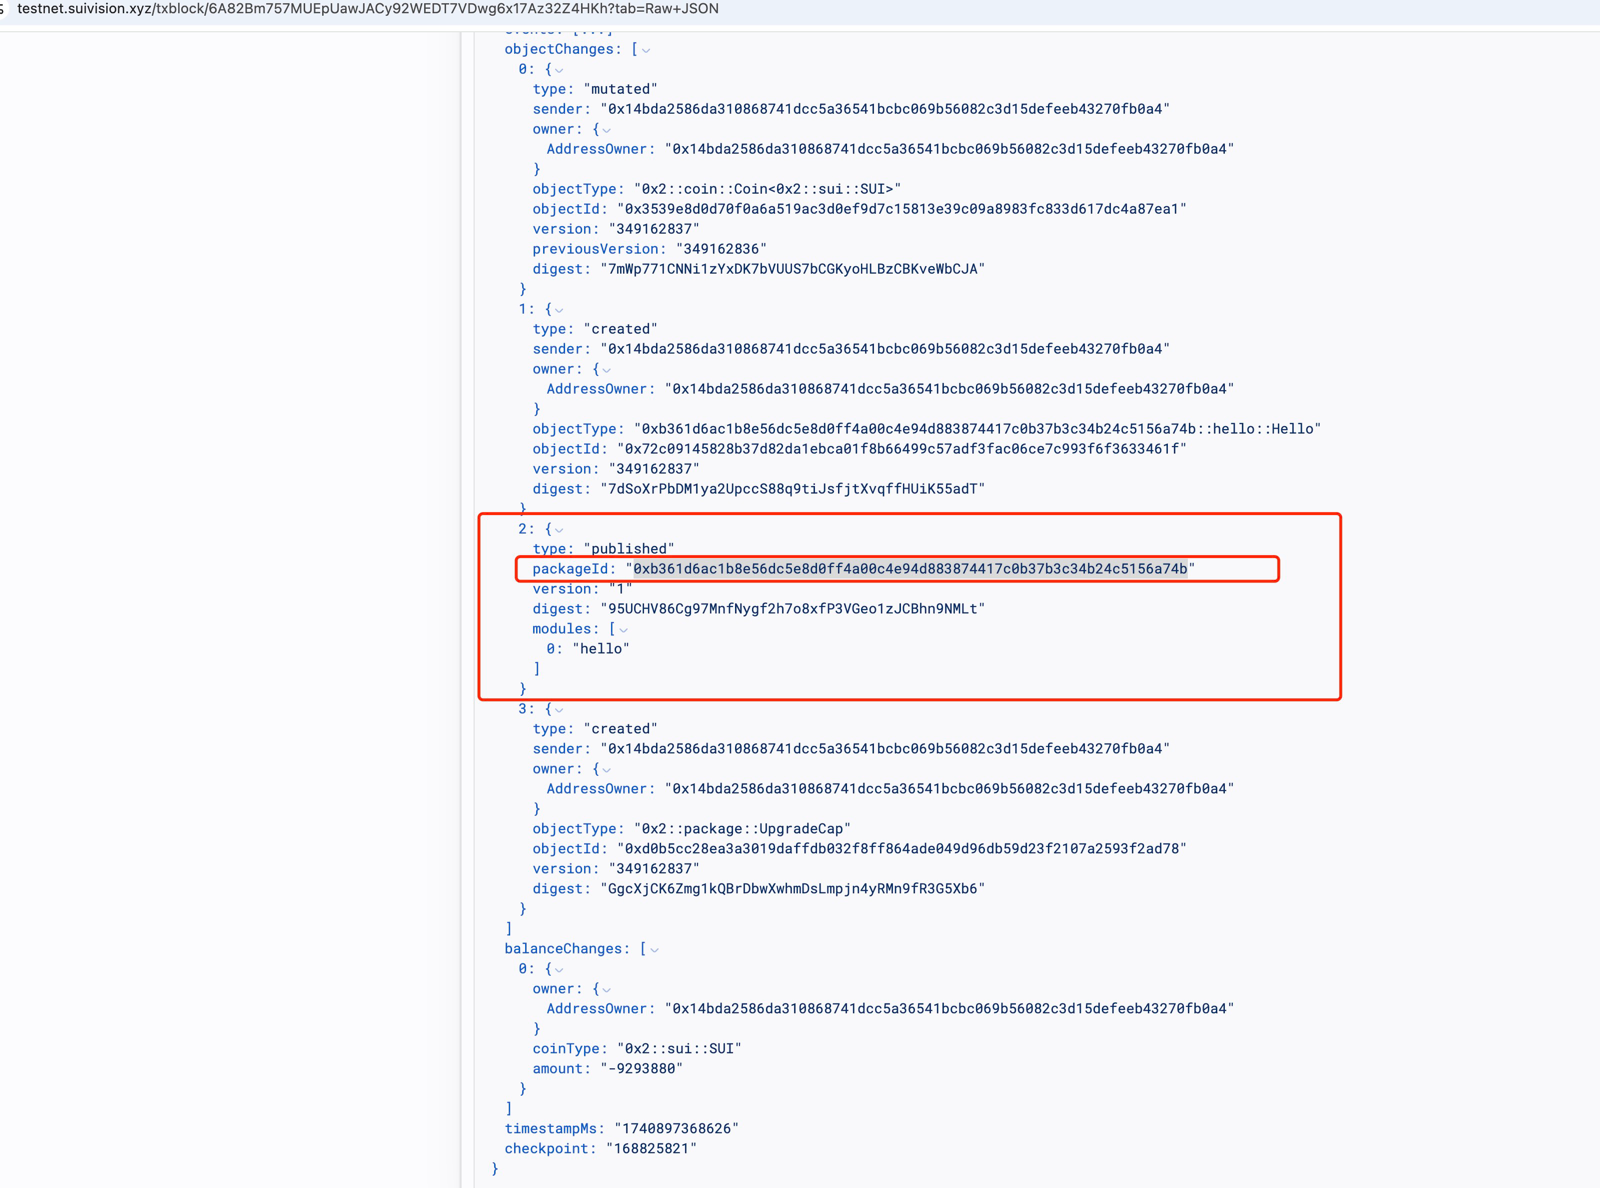 testnet.suivision.xyz/txblock/6A82Bm757MUEpUawJACy92WEDT7VDwg6x17Az32Z4HKh?tab=Raw+JSON
objectChanges: [
0: {
type: "mutated"
sender: "0x14bda2586da310868741dcc5a36541bcbc069b56082c3d15defeeb43270fb0a4"
owner: {
AddressOwner: "0x14bda2586da310868741dcc5a36541bcbc069b56082c3d15defeeb43270fb0a4"
}
objectType: "0x2::coin::Coin<0x2::sui::SUI>"
objectId: "0x3539e8d0d70f0a6a519ac3d0ef9d7c15813e39c09a8983fc833d617dc4a87ea1"
version: "349162837"
previousVersion: "349162836"
digest: "7mWp771CNNi1zYxDK7bVUUS7bCGKyoHLBzCBKveWbCJA"
}
1: {
type: "created"
sender: "0x14bda2586da310868741dcc5a36541bcbc069b56082c3d15defeeb43270fb0a4"
owner: {
AddressOwner: "0x14bda2586da310868741dcc5a36541bcbc069b56082c3d15defeeb43270fb0a4"
}
objectType: "0xb361d6ac1b8e56dc5e8d0ff4a00c4e94d883874417c0b37b3c34b24c5156a74b::hello::Hello"
objectId: "0x72c09145828b37d82da1ebca01f8b66499c57adf3fac06ce7c993f6f3633461f"
version: "349162837"
digest: "7dSoXrPbDM1ya2UpccS88q9tiJsfjtXvqffHUiK55adT"
}
2: {
type: "published"
packageId: "0xb361d6ac1b8e56dc5e8d0ff4a00c4e94d883874417c0b37b3c34b24c5156a74b"
version: "1"
digest: "95UCHV86Cg97MnfNygf2h7o8xfP3VGeo1zJCBhn9NMLt"
modules: [
0: "hello"
]
}
3: {
type: "created"
sender: "0x14bda2586da310868741dcc5a36541bcbc069b56082c3d15defeeb43270fb0a4"
owner: {
AddressOwner: "0x14bda2586da310868741dcc5a36541bcbc069b56082c3d15defeeb43270fb0a4"
}
objectType: "0x2::package::UpgradeCap"
objectId: "0xd0b5cc28ea3a3019daffdb032f8ff864ade049d96db59d23f2107a2593f2ad78"
version: "349162837"
digest: "GgcXjCK6Zmg1kQBrDbwXwhmDsLmpjn4yRMn9fR3G5Xb6"
}
]
balanceChanges: [
0: {
owner: {
AddressOwner: "0x14bda2586da310868741dcc5a36541bcbc069b56082c3d15defeeb43270fb0a4"
}
coinType: "0x2::sui::SUI"
amount: "-9293880"
}
]
timestampMs: "1740897368626"
checkpoint: "168825821"
}